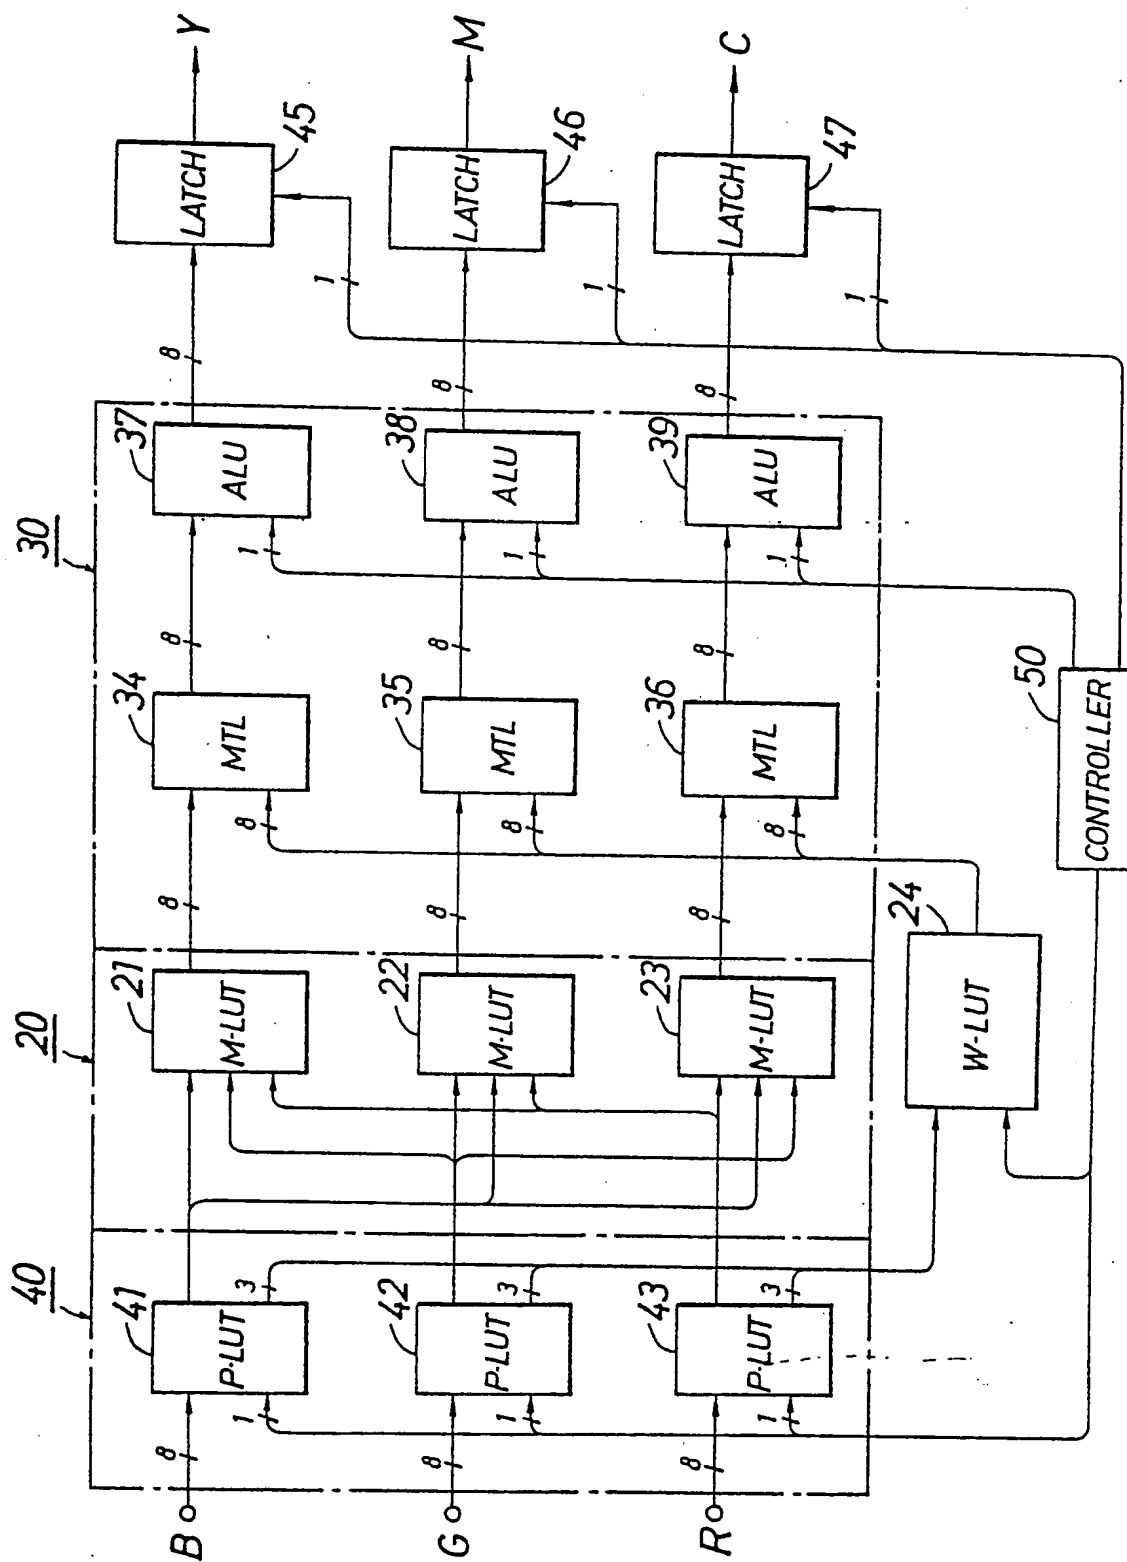 40 20 30
41 21 34 37
8 8 8 8
B P-LUT M-LUT MTL ALU LATCH Y
1 3 8 1 1 45
42 22 35 38
8 8 8 8
G P-LUT M-LUT MTL ALU LATCH M
1 3 8 1 1 46
43 23 36 39
8 8 8 8
R P-LUT M-LUT MTL ALU LATCH C
1 3 8 1 1 47
24
W-LUT
50
CONTROLLER